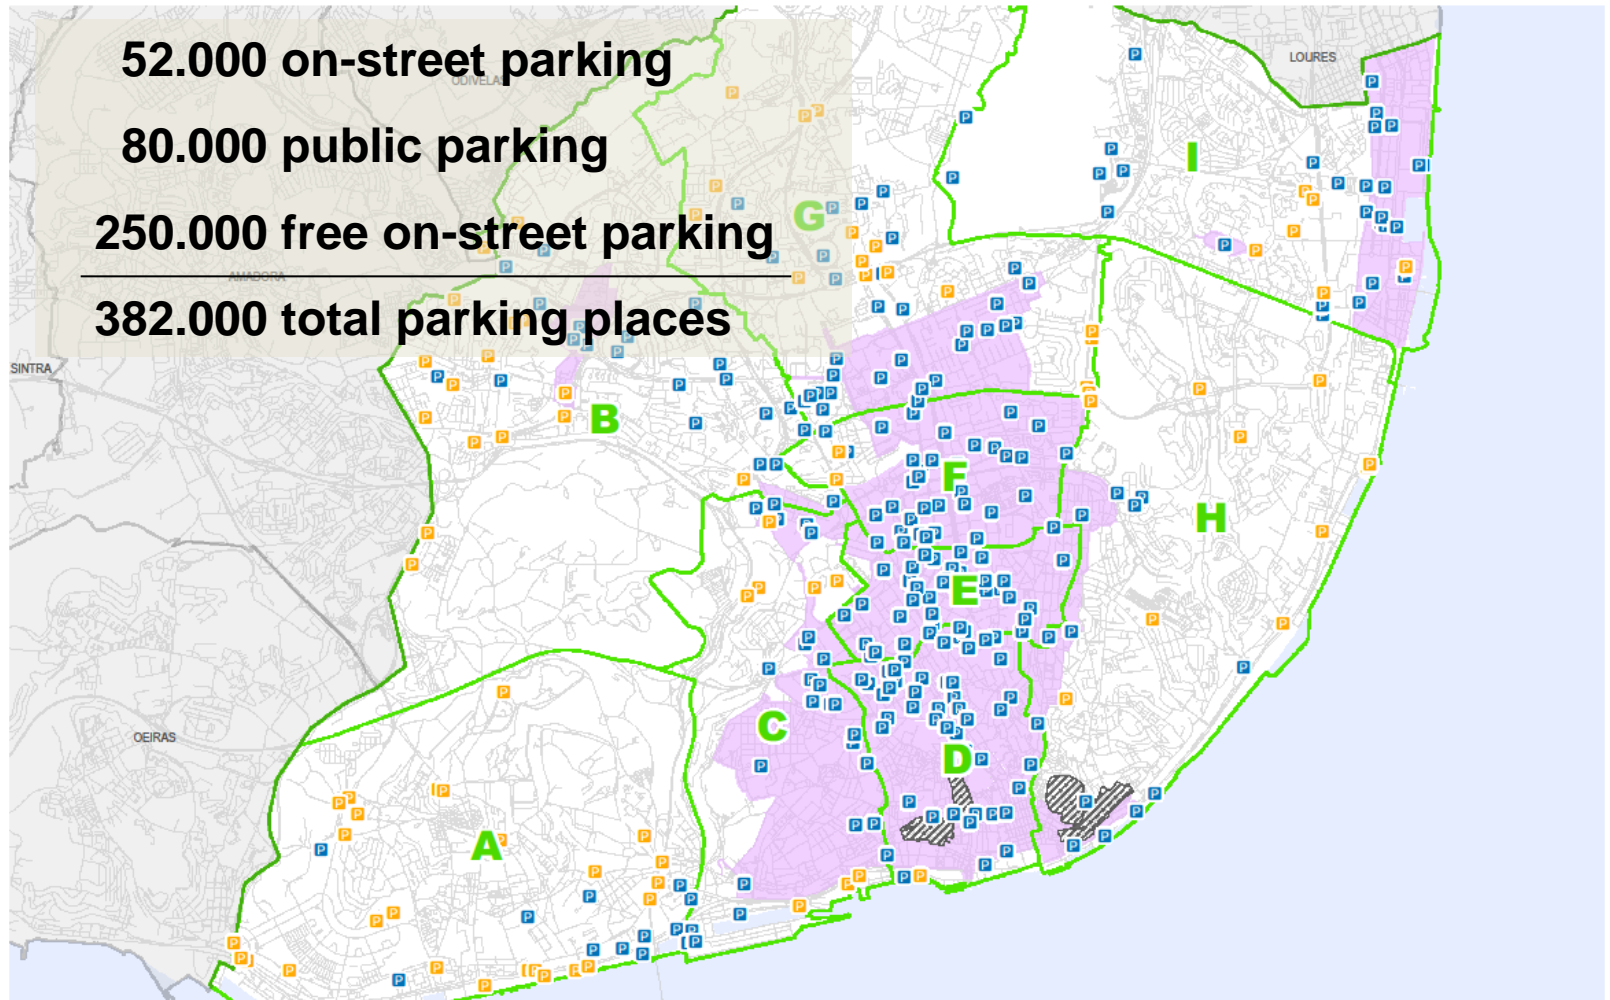 52.000 on-street parking
ODIVELAS
80.000 public parking
250.000 free on-street parking
AMADORA
382.000 total parking places
LOURES
SINTRA
OEIRAS
I
G
B
F
H
E
C
D
A